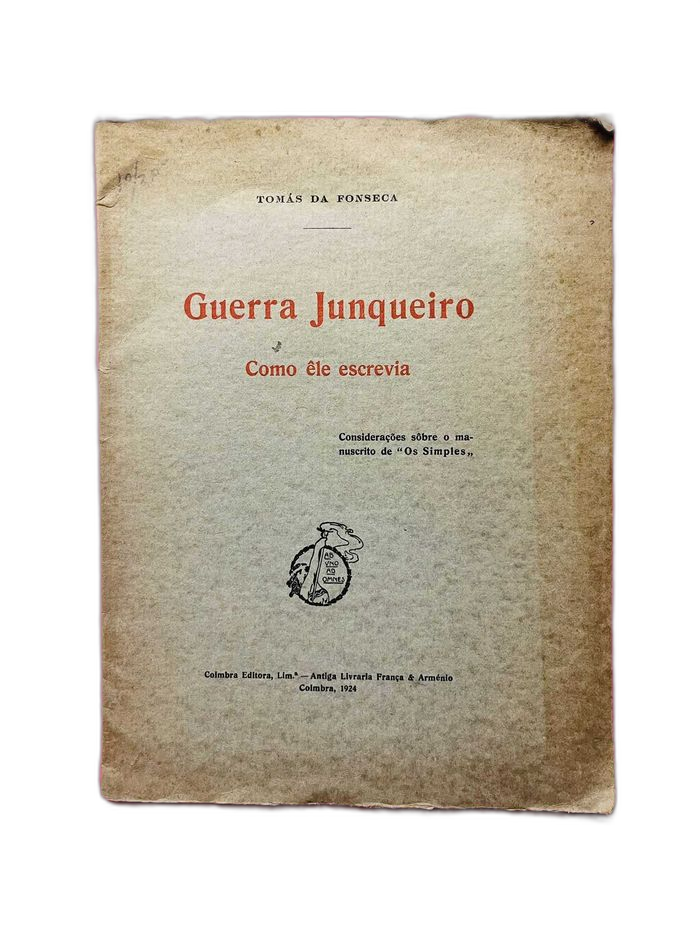 TOMÁS DA FONSECA
Guerra Junqueiro
Como êle escrevia
Considerações sôbre o ma-
nuscrito de “Os Simples„
AB
VNO
AD
OMNES
Coimbra Editora, Lim.ª — Antiga Livraria França & Arménio
Coimbra, 1924